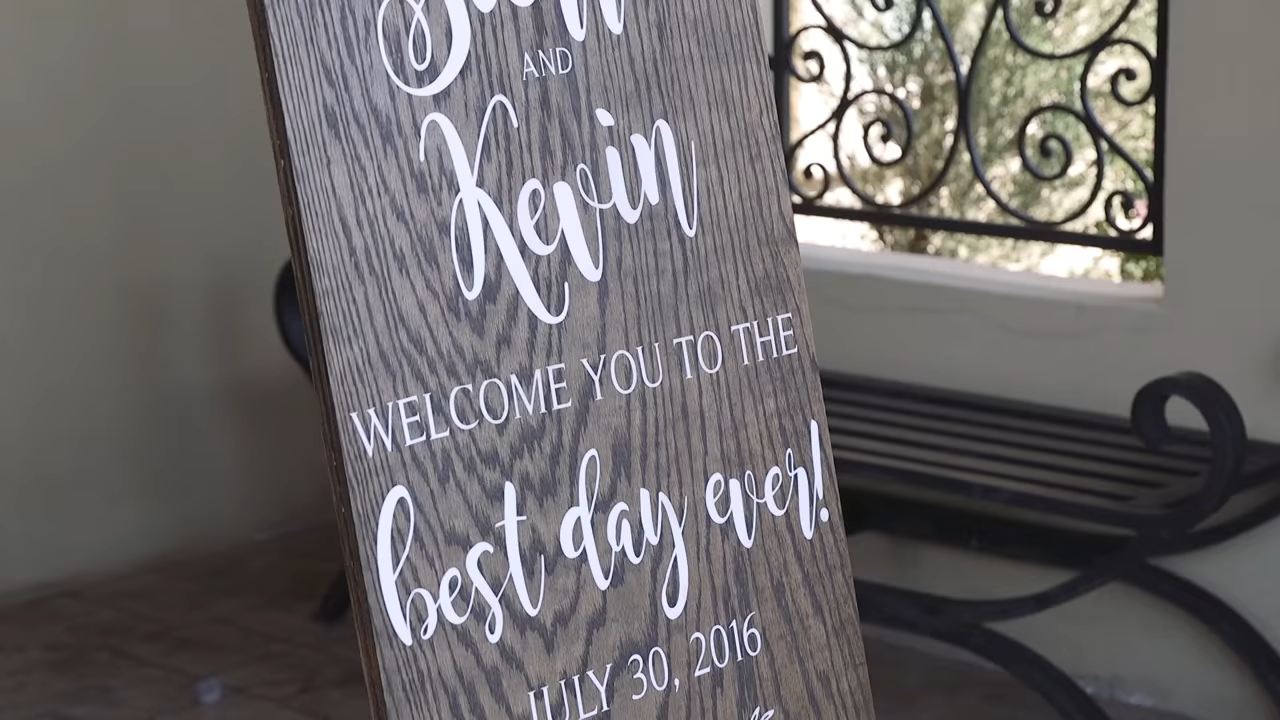 AND
Kevin
WELCOME YOU TO THE
best day ever!
JULY 30, 2016